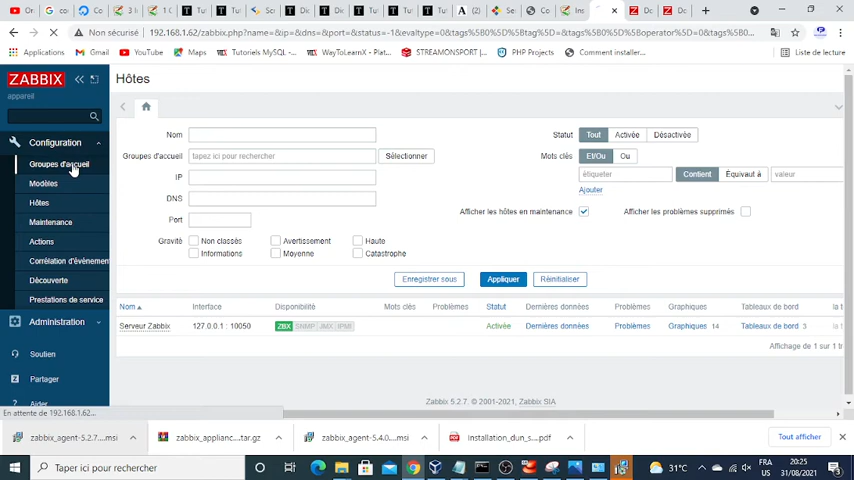 Non sécurisé 192.168.1.62/zabbix.php?name=&ip=&dns=&port=&status=-1&evaltype=0&tags%5B0%5D%5Btag%5D=&tags%5B0%5D%5Boperator%5D=0&tags%5B0%5D%5...
Applications Gmail YouTube Maps Tutoriels MySQL -... WayToLearnX – Plat... STREAMONSPORT |... PHP Projects Comment installer... Liste de lecture
ZABBIX
appareil
Configuration
Groupes d'accueil
Modèles
Hôtes
Maintenance
Actions
Corrélation d'événemen
Découverte
Prestations de service
Administration
Soutien
Partager
Aider
En attente de 192.168.1.62...
Hôtes
Nom
Groupes d'accueil tapez ici pour rechercher Sélectionner
IP
DNS
Port
Gravité Non classés Avertissement Haute
Informations Moyenne Catastrophe
Statut Tout Activée Désactivée
Mots clés Et/Ou Ou
étiqueter Contient Équivaut à valeur
Ajouter
Afficher les hôtes en maintenance Afficher les problèmes supprimés
Enregistrer sous Appliquer Réinitialiser
Nom Interface Disponibilité Mots clés Problèmes Statut Dernières données Problèmes Graphiques Tableaux de bord la t
Serveur Zabbix 127.0.0.1 : 10050 ZBX SNMP JMX IPMI Activée Dernières données Problèmes Graphiques 14 Tableaux de bord 3
Affichage de 1 sur 1 tr
Zabbix 5.2.7. © 2001-2021, Zabbix SIA
zabbix_agent-5.2.7....msi zabbix_applianc....tar.gz zabbix_agent-5.4.0....msi installation_dun_s....pdf Tout afficher
Taper ici pour rechercher 31°C FRA US 20:25 31/08/2021 3